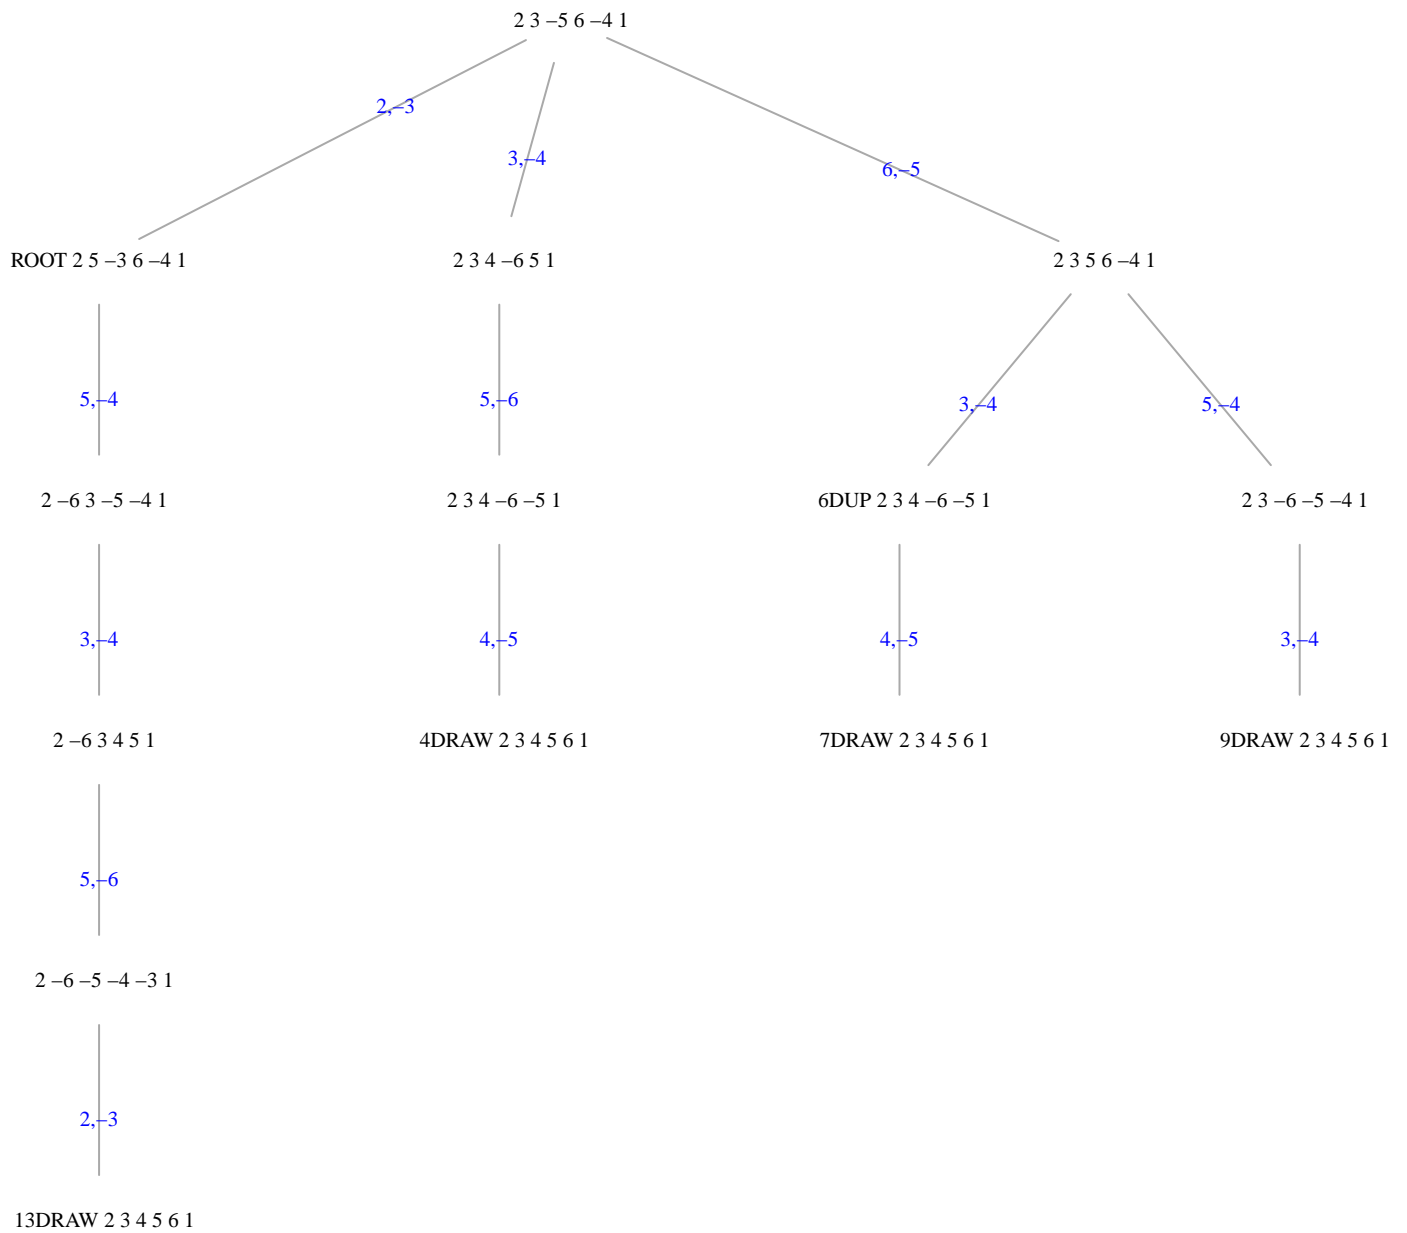 2 3 –5 6 –4 1
2,–3
3,–4
6,–5
ROOT 2 5 –3 6 –4 1
2 3 4 –6 5 1
2 3 5 6 –4 1
5,–4
5,–6
3,–4
5,–4
2 –6 3 –5 –4 1
2 3 4 –6 –5 1
6DUP 2 3 4 –6 –5 1
2 3 –6 –5 –4 1
3,–4
4,–5
4,–5
3,–4
2 –6 3 4 5 1
4DRAW 2 3 4 5 6 1
7DRAW 2 3 4 5 6 1
9DRAW 2 3 4 5 6 1
5,–6
2 –6 –5 –4 –3 1
2,–3
13DRAW 2 3 4 5 6 1